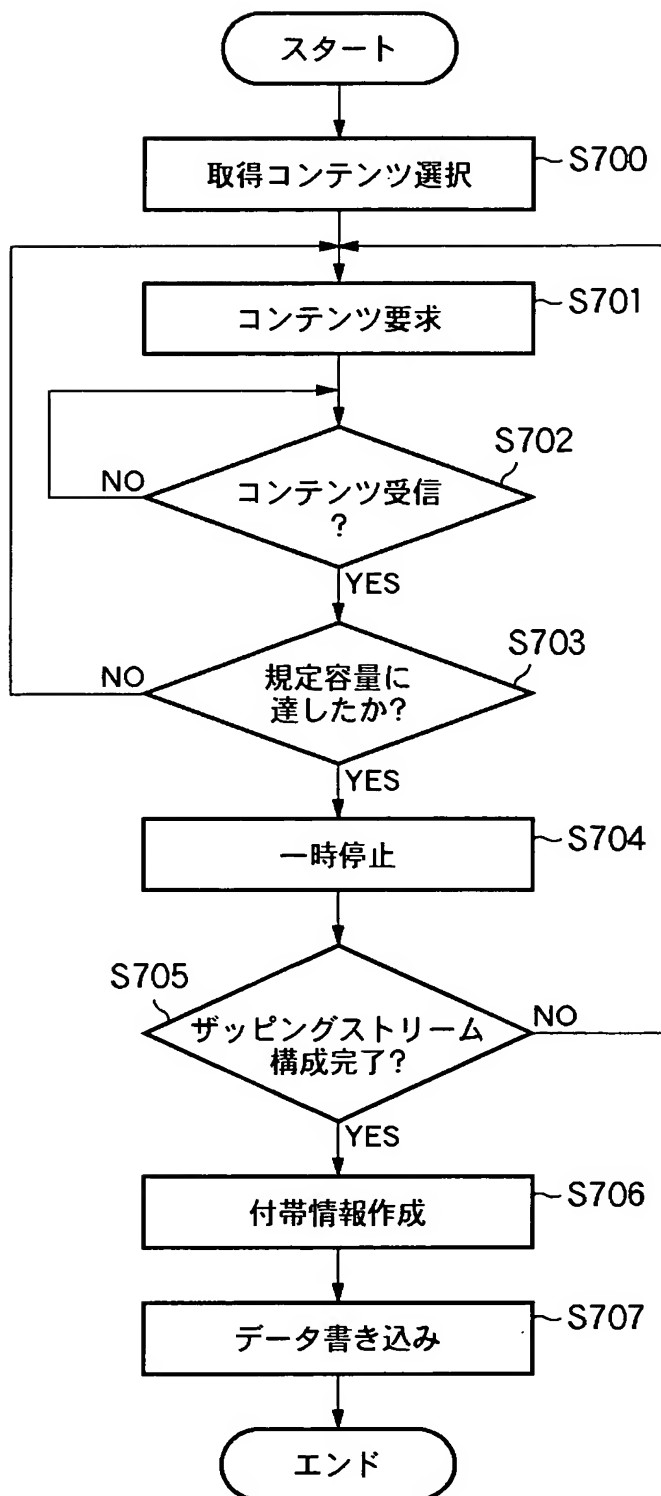 スタート
取得コンテンツ選択
S700
コンテンツ要求
S701
S702
コンテンツ受信
?
NO
YES
S703
規定容量に
達したか?
NO
YES
一時停止
S704
S705
ザッピングストリーム
構成完了?
NO
YES
付帯情報作成
S706
データ書き込み
S707
エンド